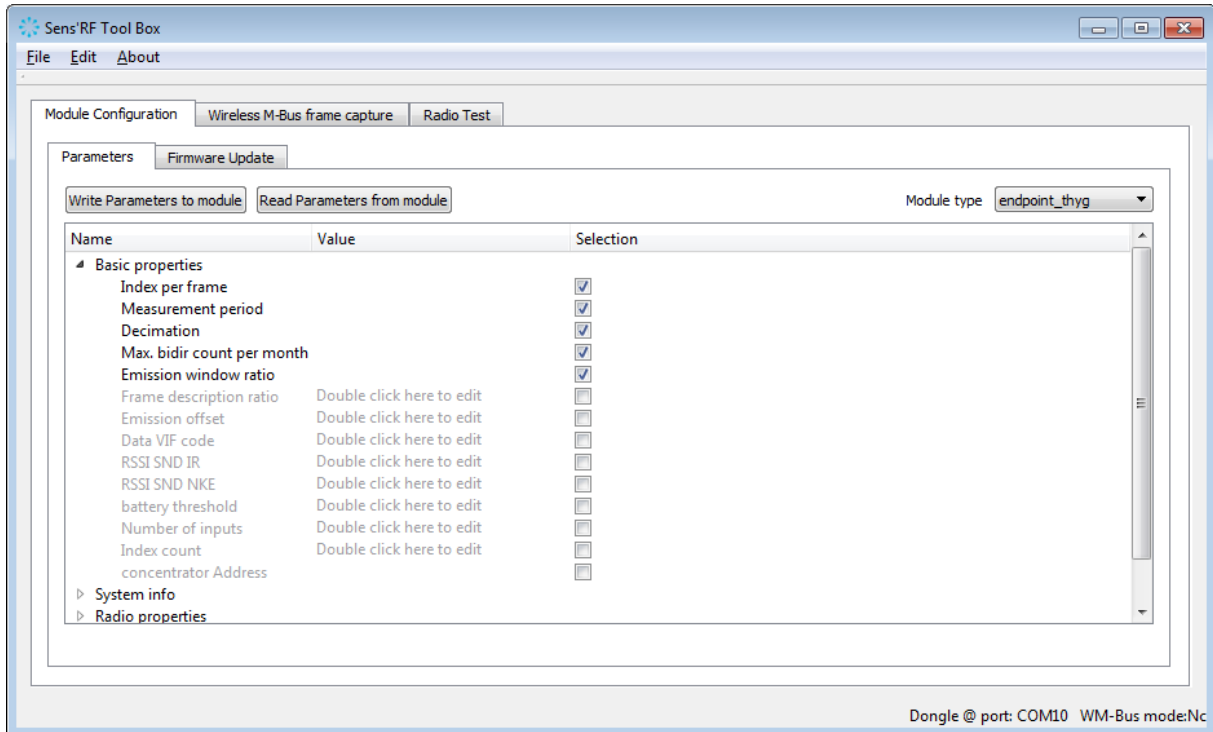 Sens'RF Tool Box
File Edit About
Module Configuration Wireless M-Bus frame capture Radio Test
Parameters Firmware Update
Write Parameters to module Read Parameters from module Module type endpoint_thyg
Name Value Selection
Basic properties
Index per frame
Measurement period
Decimation
Max. bidir count per month
Emission window ratio
Frame description ratio Double click here to edit
Emission offset Double click here to edit
Data VIF code Double click here to edit
RSSI SND IR Double click here to edit
RSSI SND NKE Double click here to edit
battery threshold Double click here to edit
Number of inputs Double click here to edit
Index count Double click here to edit
concentrator Address
System info
Radio properties
Dongle @ port: COM10 WM-Bus mode:Nc